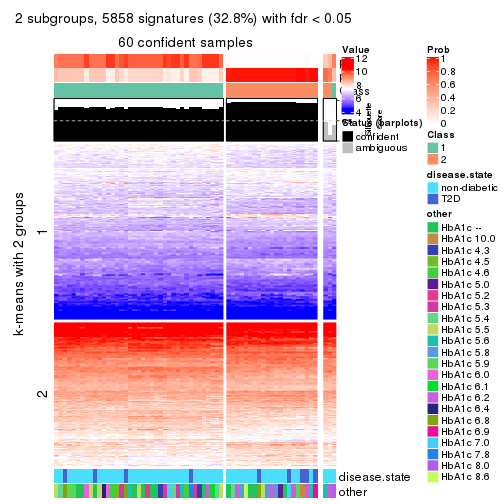 2 subgroups, 5858 signatures (32.8%) with fdr < 0.05
60 confident samples
k-means with 2 groups
1
2
Value
12
10
8
6
4
Silhouette
score
Status (barplots)
confident
ambiguous
Prob
1
0.8
0.6
0.4
0.2
0
Class
1
2
disease.state
non-diabetic
T2D
other
HbA1c --
HbA1c 10.0
HbA1c 4.3
HbA1c 4.5
HbA1c 4.6
HbA1c 5.0
HbA1c 5.2
HbA1c 5.3
HbA1c 5.4
HbA1c 5.5
HbA1c 5.6
HbA1c 5.8
HbA1c 5.9
HbA1c 6.0
HbA1c 6.1
HbA1c 6.2
HbA1c 6.4
HbA1c 6.8
HbA1c 6.9
HbA1c 7.0
HbA1c 7.8
HbA1c 8.0
HbA1c 8.6
disease.state
other